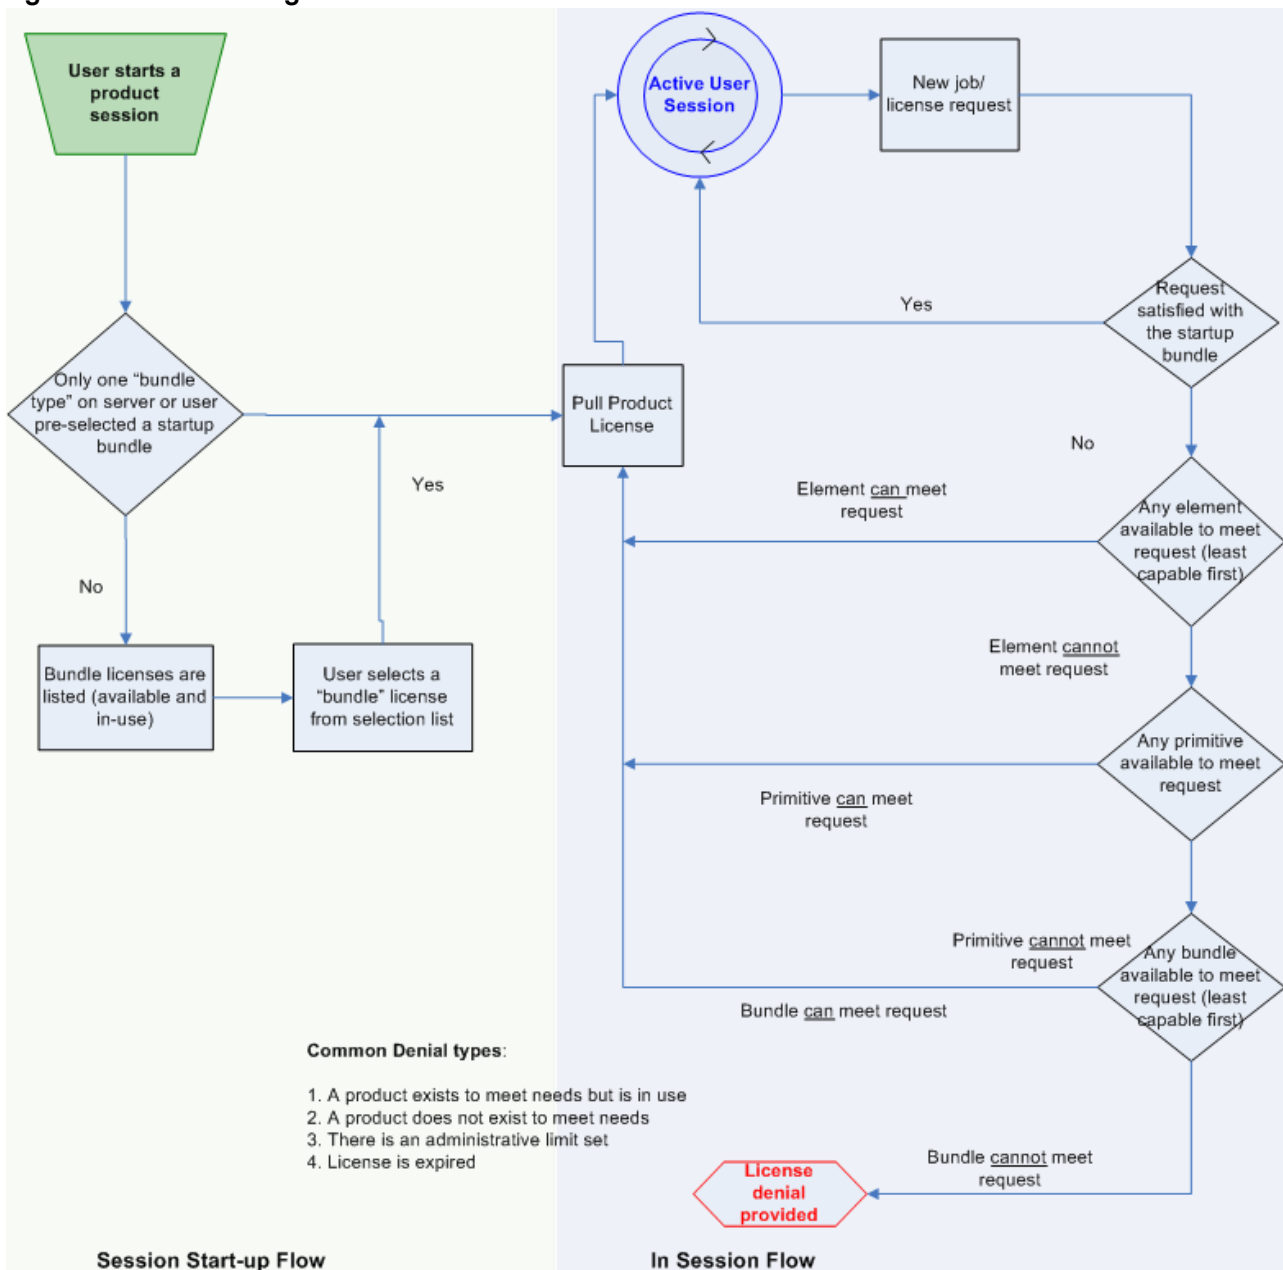 User starts a
product
session
Only one “bundle
type” on server or user
pre-selected a startup
bundle
Yes
No
Bundle licenses are
listed (available and
in-use)
User selects a
“bundle” license
from selection list
Pull Product
License
Active User
Session
New job/
license request
Request
satisfied with
the startup
bundle
Yes
No
Any element
available to meet
request (least
capable first)
Element can meet
request
Element cannot
meet request
Any primitive
available to meet
request
Primitive can meet
request
Primitive cannot meet
request
Any bundle
available to meet
request (least
capable first)
Bundle can meet request
Bundle cannot meet
request
License
denial
provided
Common Denial types:
1. A product exists to meet needs but is in use
2. A product does not exist to meet needs
3. There is an administrative limit set
4. License is expired
Session Start-up Flow
In Session Flow